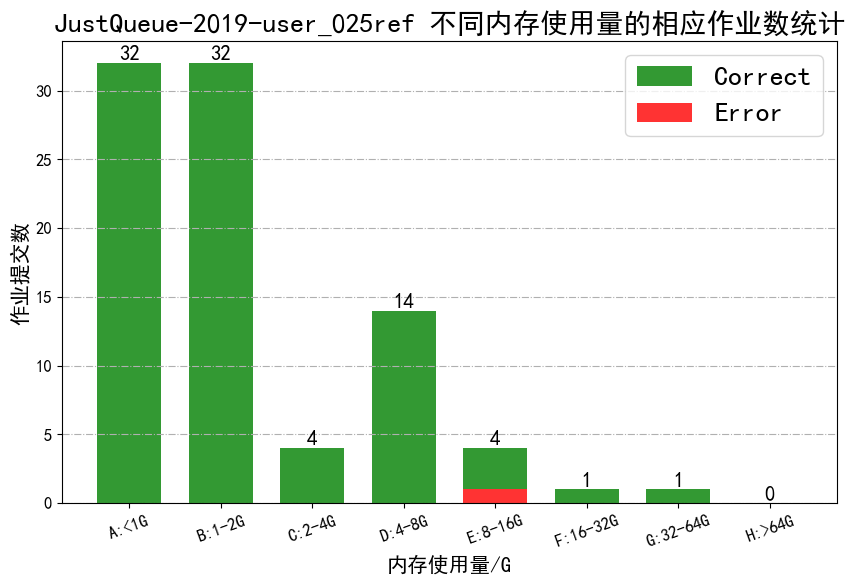 JustQueue-2019-user_025ref 不同内存使用量的相应作业数统计
32
32
4
14
4
1
1
0
Correct
Error
30
25
20
15
10
5
0
作业提交数
A:<1G
B:1-2G
C:2-4G
D:4-8G
E:8-16G
F:16-32G
G:32-64G
H:>64G
内存使用量/G